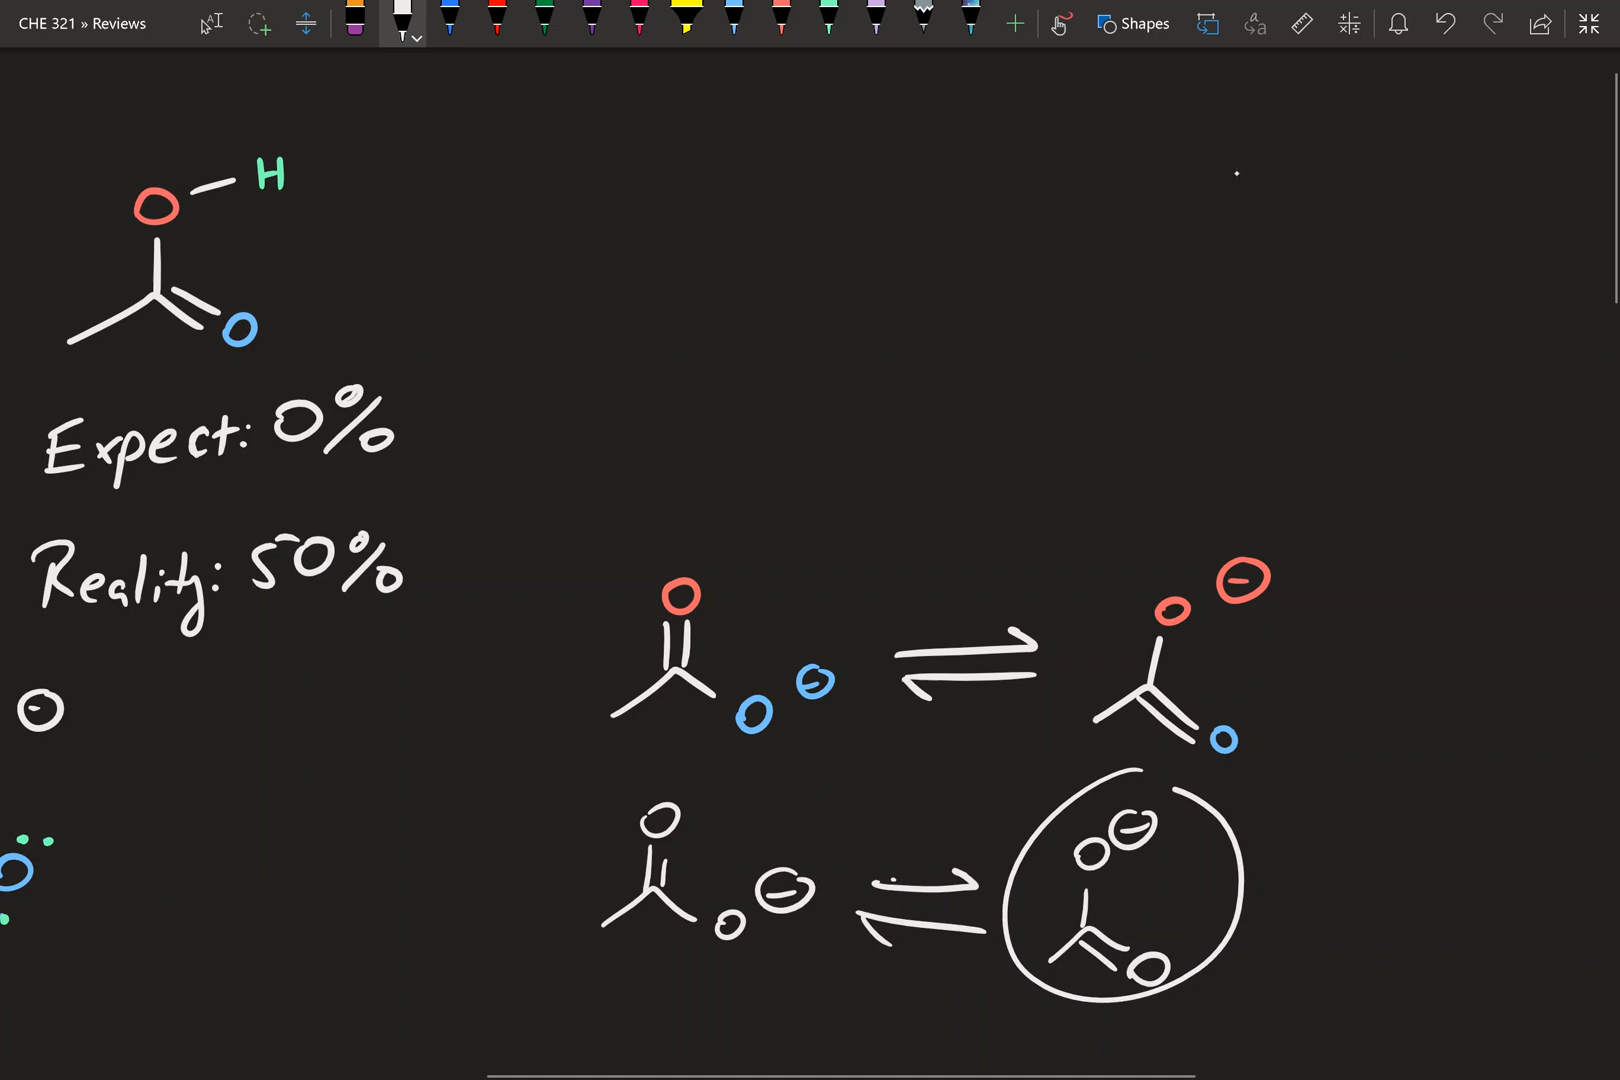 CHE 321 » Reviews
Shapes
O H
O
Expect: 0%
Reality: 50%
O ⊖
O ⊖
O
⊖
O
O
O ⊖
O ⊖
O
O
O